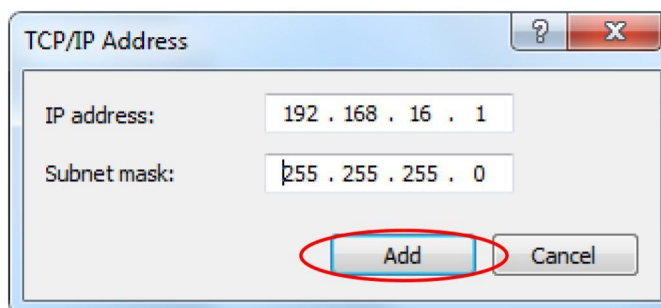 TCP/IP Address
? X
IP address: 192 . 168 . 16 . 1
Subnet mask: 255 . 255 . 255 . 0
Add Cancel